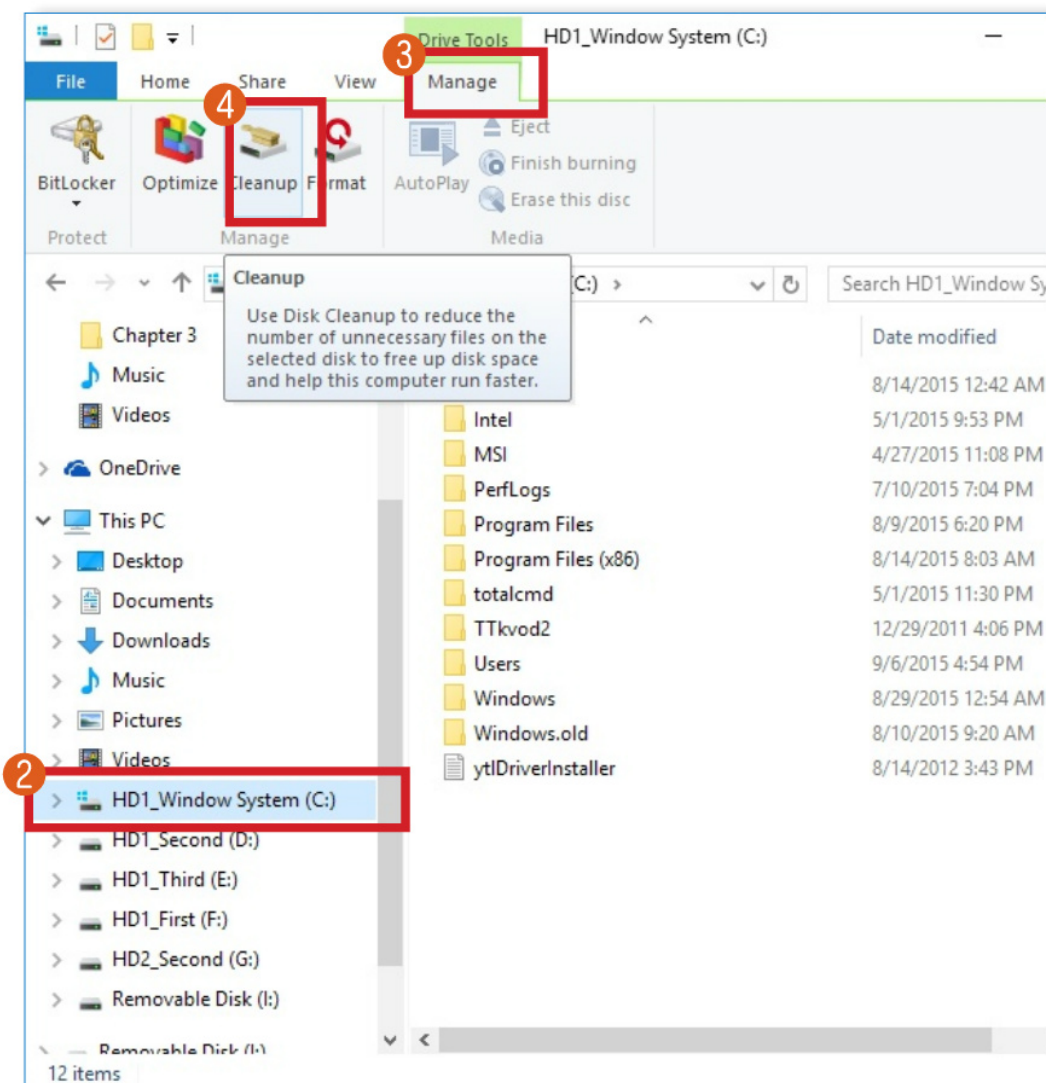 Drive Tools HD1_Window System (C:)
3
File Home Share View Manage
4
BitLocker Optimize Cleanup Format AutoPlay
Eject
Finish burning
Erase this disc
Protect Manage Media
Cleanup
Use Disk Cleanup to reduce the
number of unnecessary files on the
selected disk to free up disk space
and help this computer run faster.
(C:) Search HD1_Window Sy
Date modified
8/14/2015 12:42 AM
Chapter 3
Music
Videos
OneDrive
This PC
Desktop
Documents
Downloads
Music
Pictures
Videos
2
HD1_Window System (C:)
HD1_Second (D:)
HD1_Third (E:)
HD1_First (F:)
HD2_Second (G:)
Removable Disk (I:)
Removable Disk (I:)
Intel 5/1/2015 9:53 PM
MSI 4/27/2015 11:08 PM
PerfLogs 7/10/2015 7:04 PM
Program Files 8/9/2015 6:20 PM
Program Files (x86) 8/14/2015 8:03 AM
totalcmd 5/1/2015 11:30 PM
TTkvod2 12/29/2011 4:06 PM
Users 9/6/2015 4:54 PM
Windows 8/29/2015 12:54 AM
Windows.old 8/10/2015 9:20 AM
ytlDriverInstaller 8/14/2012 3:43 PM
12 items